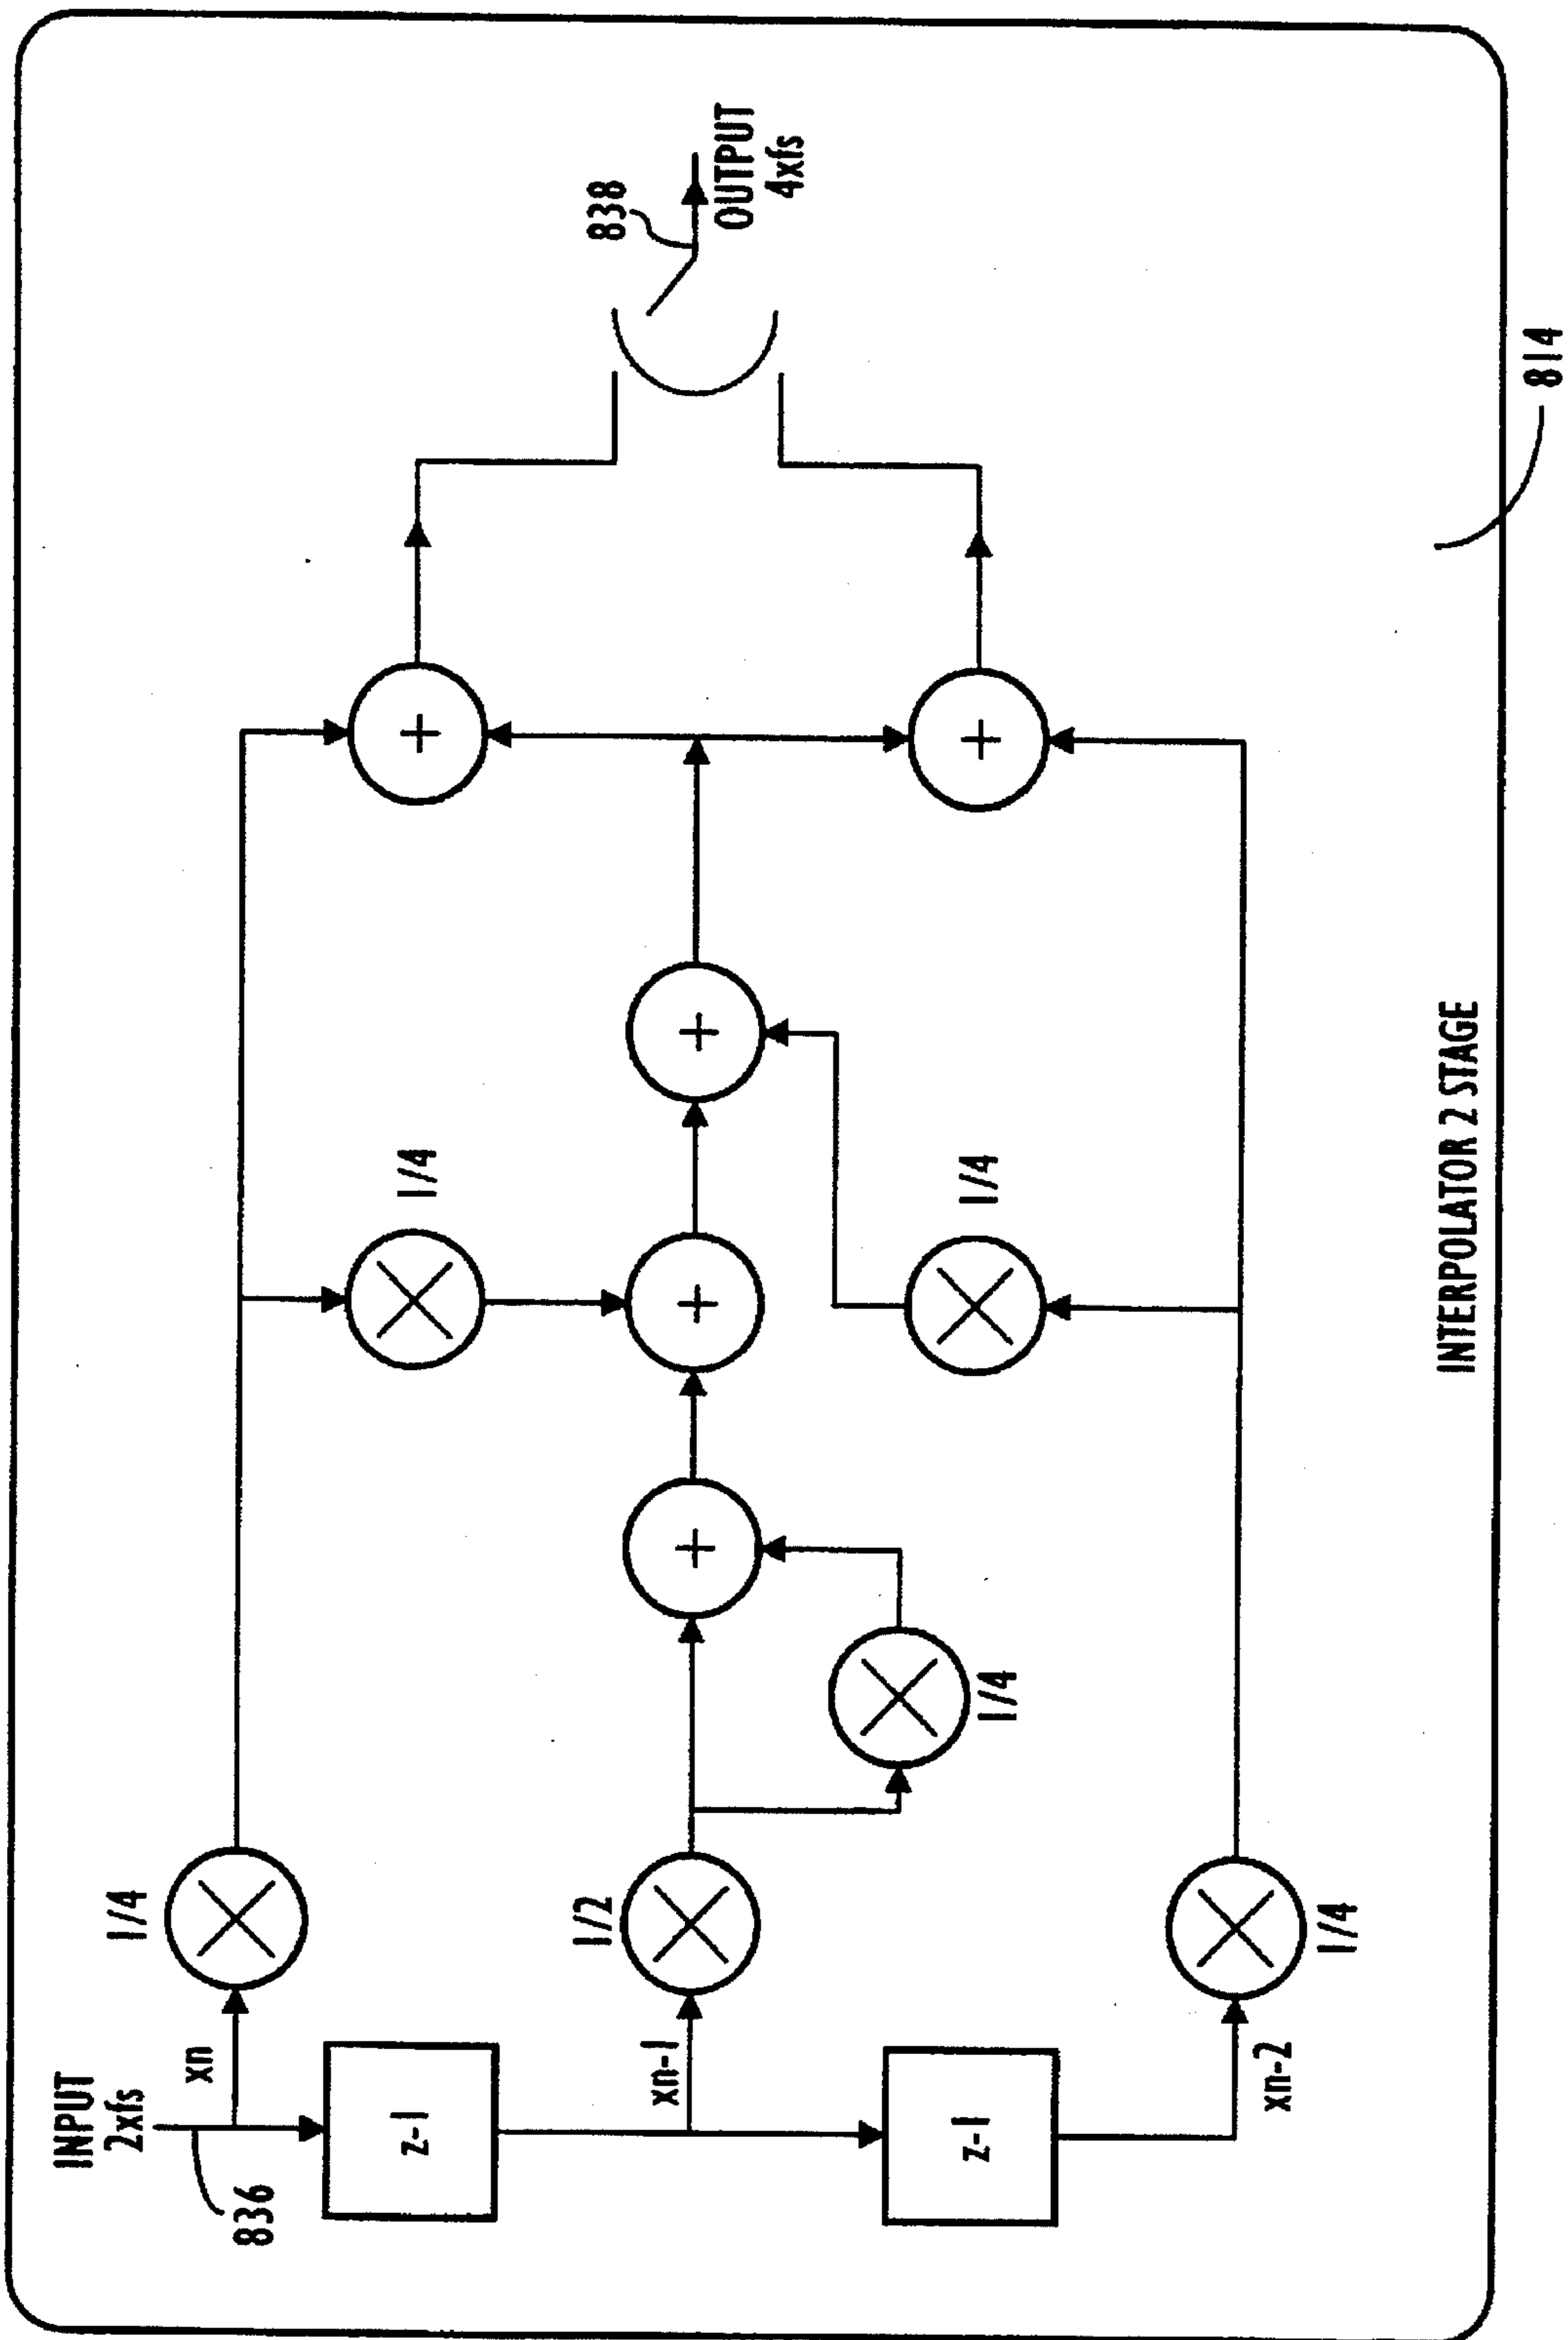 INPUT
2xfs
836
xn
z-1
xn-1
z-1
xn-2
1/4
1/2
1/4
1/4
+
1/4
+
1/4
+
+
+
838
OUTPUT
4xfs
INTERPOLATOR 2 STAGE
814